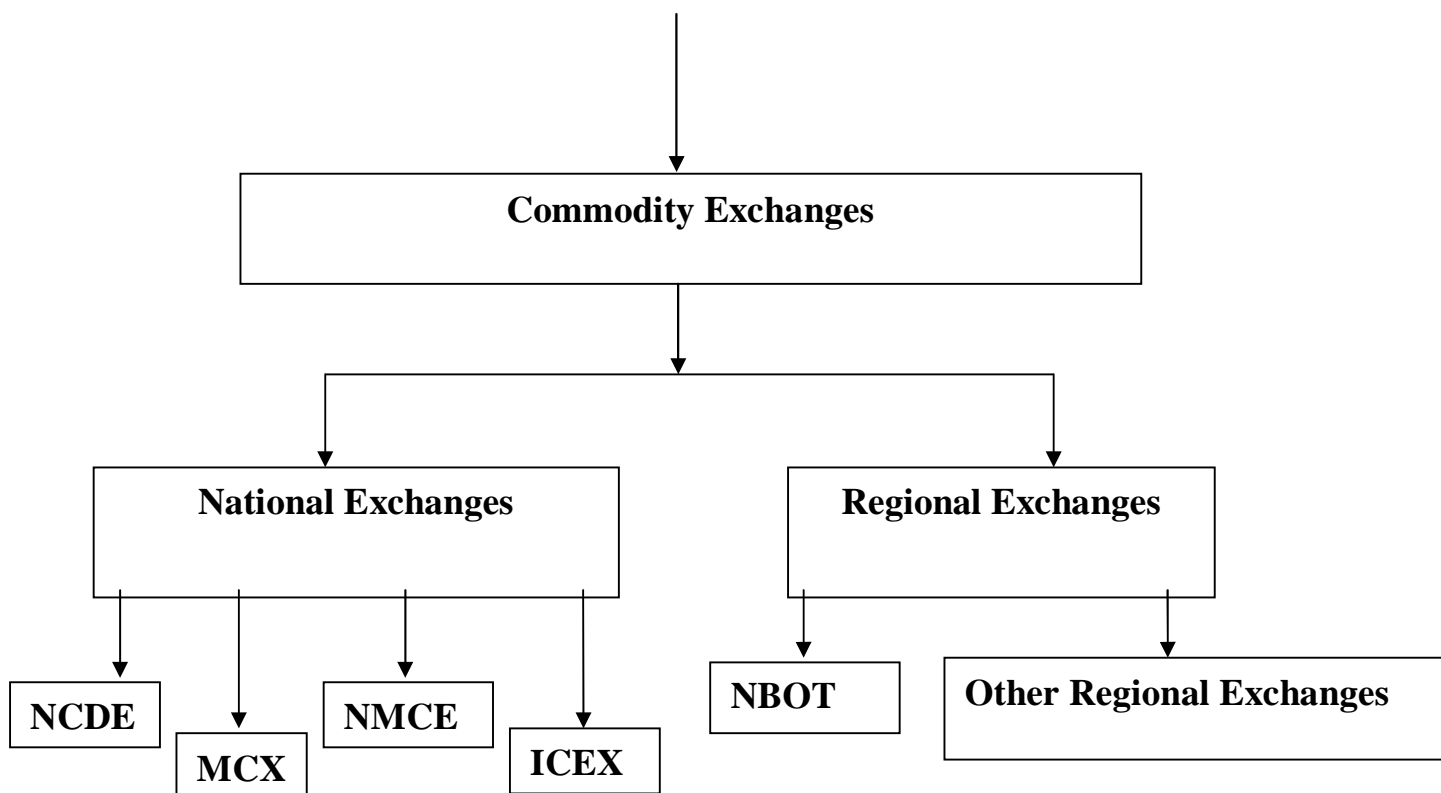 Commodity Exchanges
National Exchanges
Regional Exchanges
NCDE
MCX
NMCE
ICEX
NBOT
Other Regional Exchanges